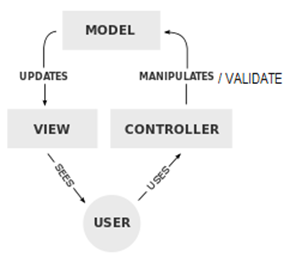 MODEL
UPDATES
MANIPULATES / VALIDATE
VIEW
CONTROLLER
SEES
USES
USER